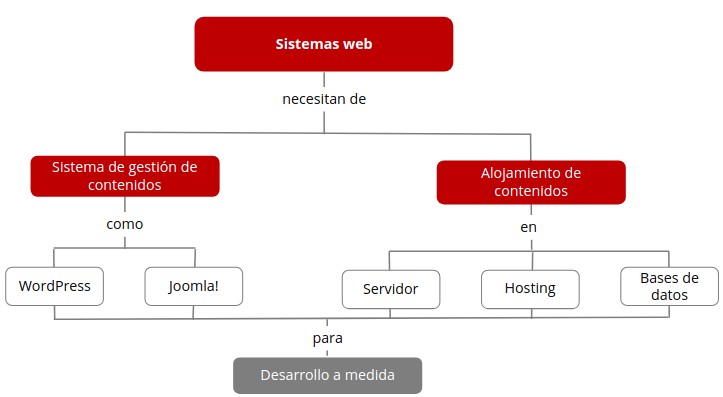 Sistemas web
necesitan de
Sistema de gestión de
contenidos
Alojamiento de
contenidos
como
en
WordPress
Joomla!
Servidor
Hosting
Bases de
datos
para
Desarrollo a medida